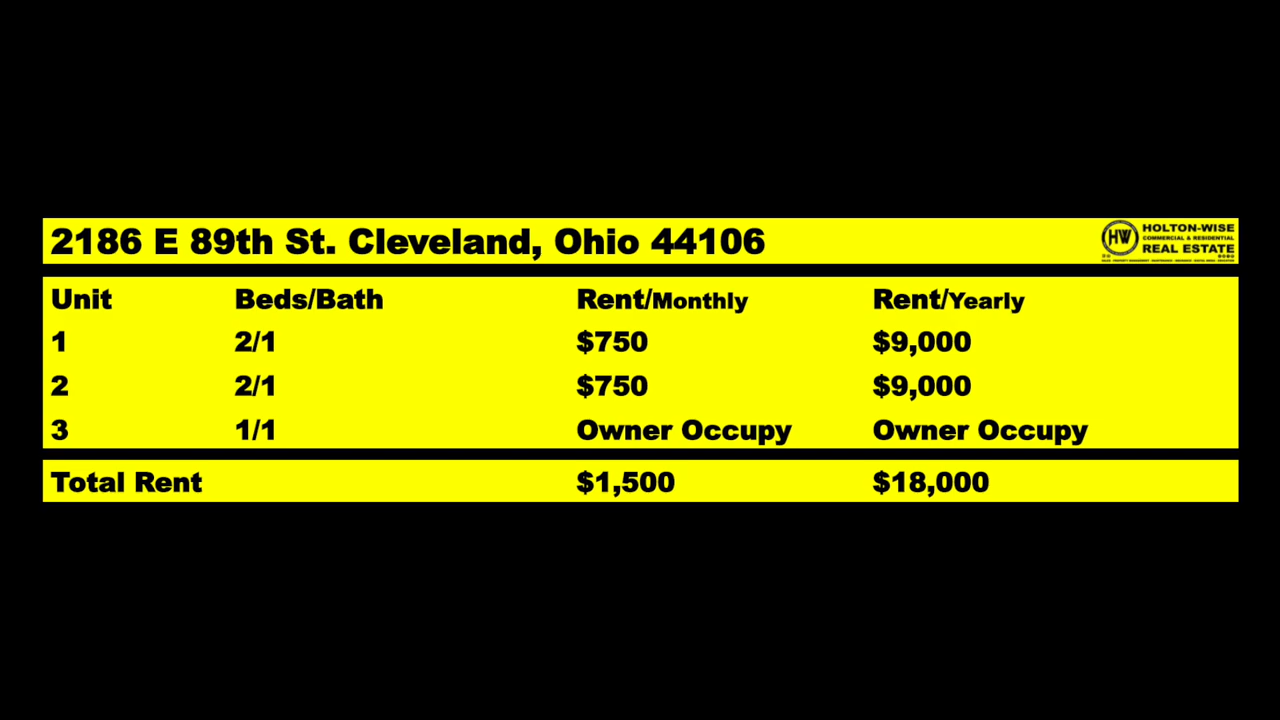 2186 E 89th St. Cleveland, Ohio 44106
HW
HOLTON-WISE
COMMERCIAL & RESIDENTIAL
REAL ESTATE
Unit Beds/Bath Rent/Monthly Rent/Yearly
1 2/1 $750 $9,000
2 2/1 $750 $9,000
3 1/1 Owner Occupy Owner Occupy
Total Rent $1,500 $18,000